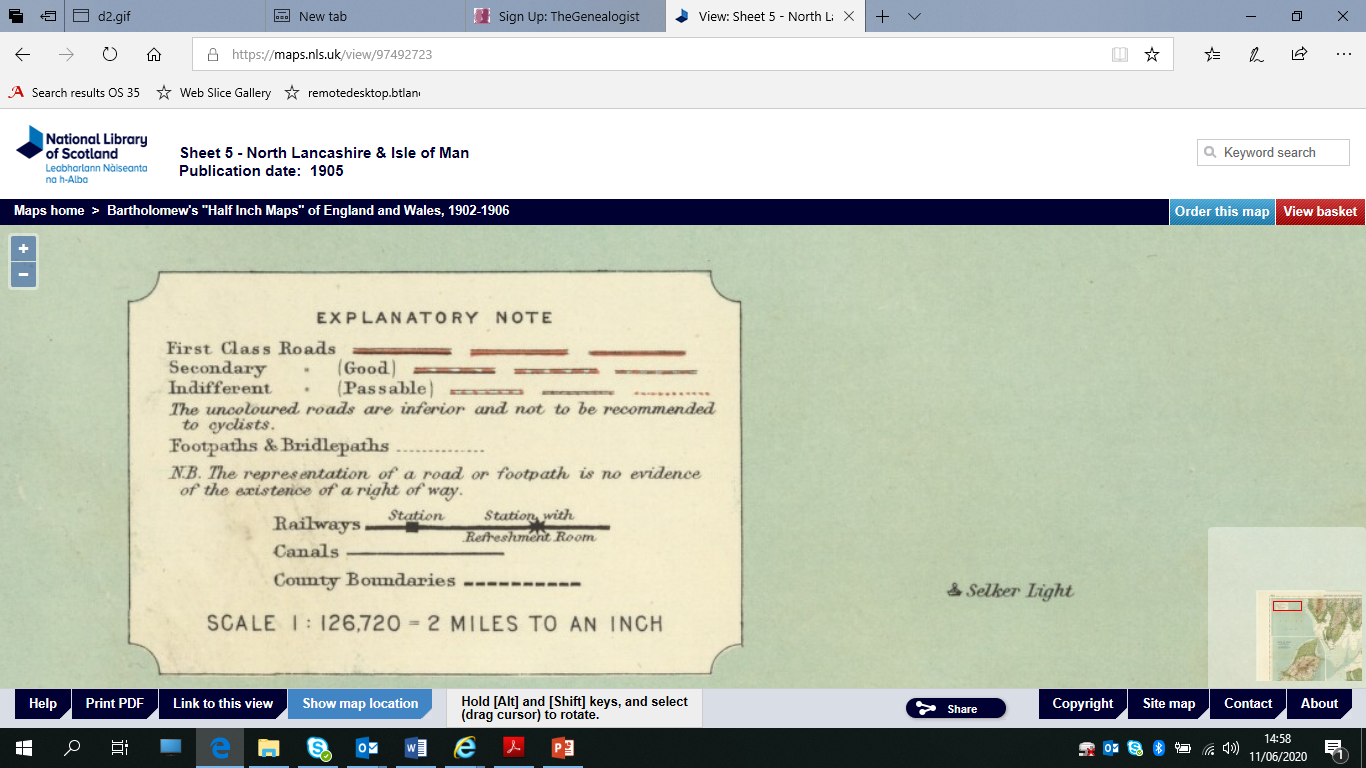 d2.gif
New tab
Sign Up: TheGenealogist
View: Sheet 5 - North L
https://maps.nls.uk/view/97492723
Search results OS 35
Web Slice Gallery
remotedesktop.btlan
National Library
of Scotland
Leabharlann Nàiseanta
na h-Alba
Sheet 5 - North Lancashire & Isle of Man
Publication date: 1905
Keyword search
Maps home > Bartholomew's "Half Inch Maps" of England and Wales, 1902-1906
Order this map
View basket
+
−
EXPLANATORY NOTE
First Class Roads
Secondary " (Good)
Indifferent " (Passable)
The uncoloured roads are inferior and not to be recommended
to cyclists.
Footpaths & Bridlepaths
N.B. The representation of a road or footpath is no evidence
of the existence of a right of way.
Station Station with
Railways
Refreshment Room
Canals
County Boundaries
SCALE 1 : 126,720 = 2 MILES TO AN INCH
Selker Light
Help
Print PDF
Link to this view
Show map location
Hold [Alt] and [Shift] keys, and select
(drag cursor) to rotate.
Share
Copyright
Site map
Contact
About
14:58
11/06/2020
1